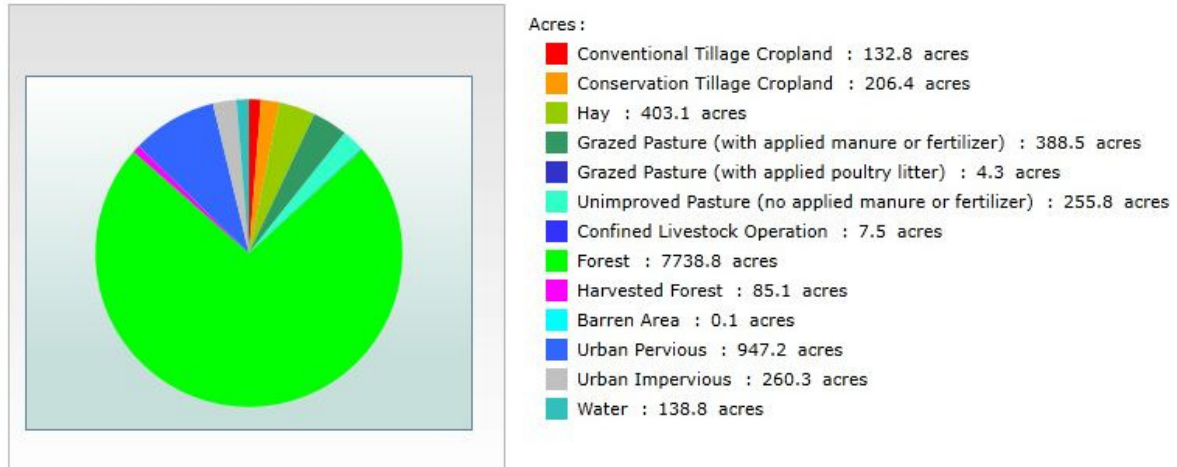 Acres:
Conventional Tillage Cropland : 132.8 acres
Conservation Tillage Cropland : 206.4 acres
Hay : 403.1 acres
Grazed Pasture (with applied manure or fertilizer) : 388.5 acres
Grazed Pasture (with applied poultry litter) : 4.3 acres
Unimproved Pasture (no applied manure or fertilizer) : 255.8 acres
Confined Livestock Operation : 7.5 acres
Forest : 7738.8 acres
Harvested Forest : 85.1 acres
Barren Area : 0.1 acres
Urban Pervious : 947.2 acres
Urban Impervious : 260.3 acres
Water : 138.8 acres